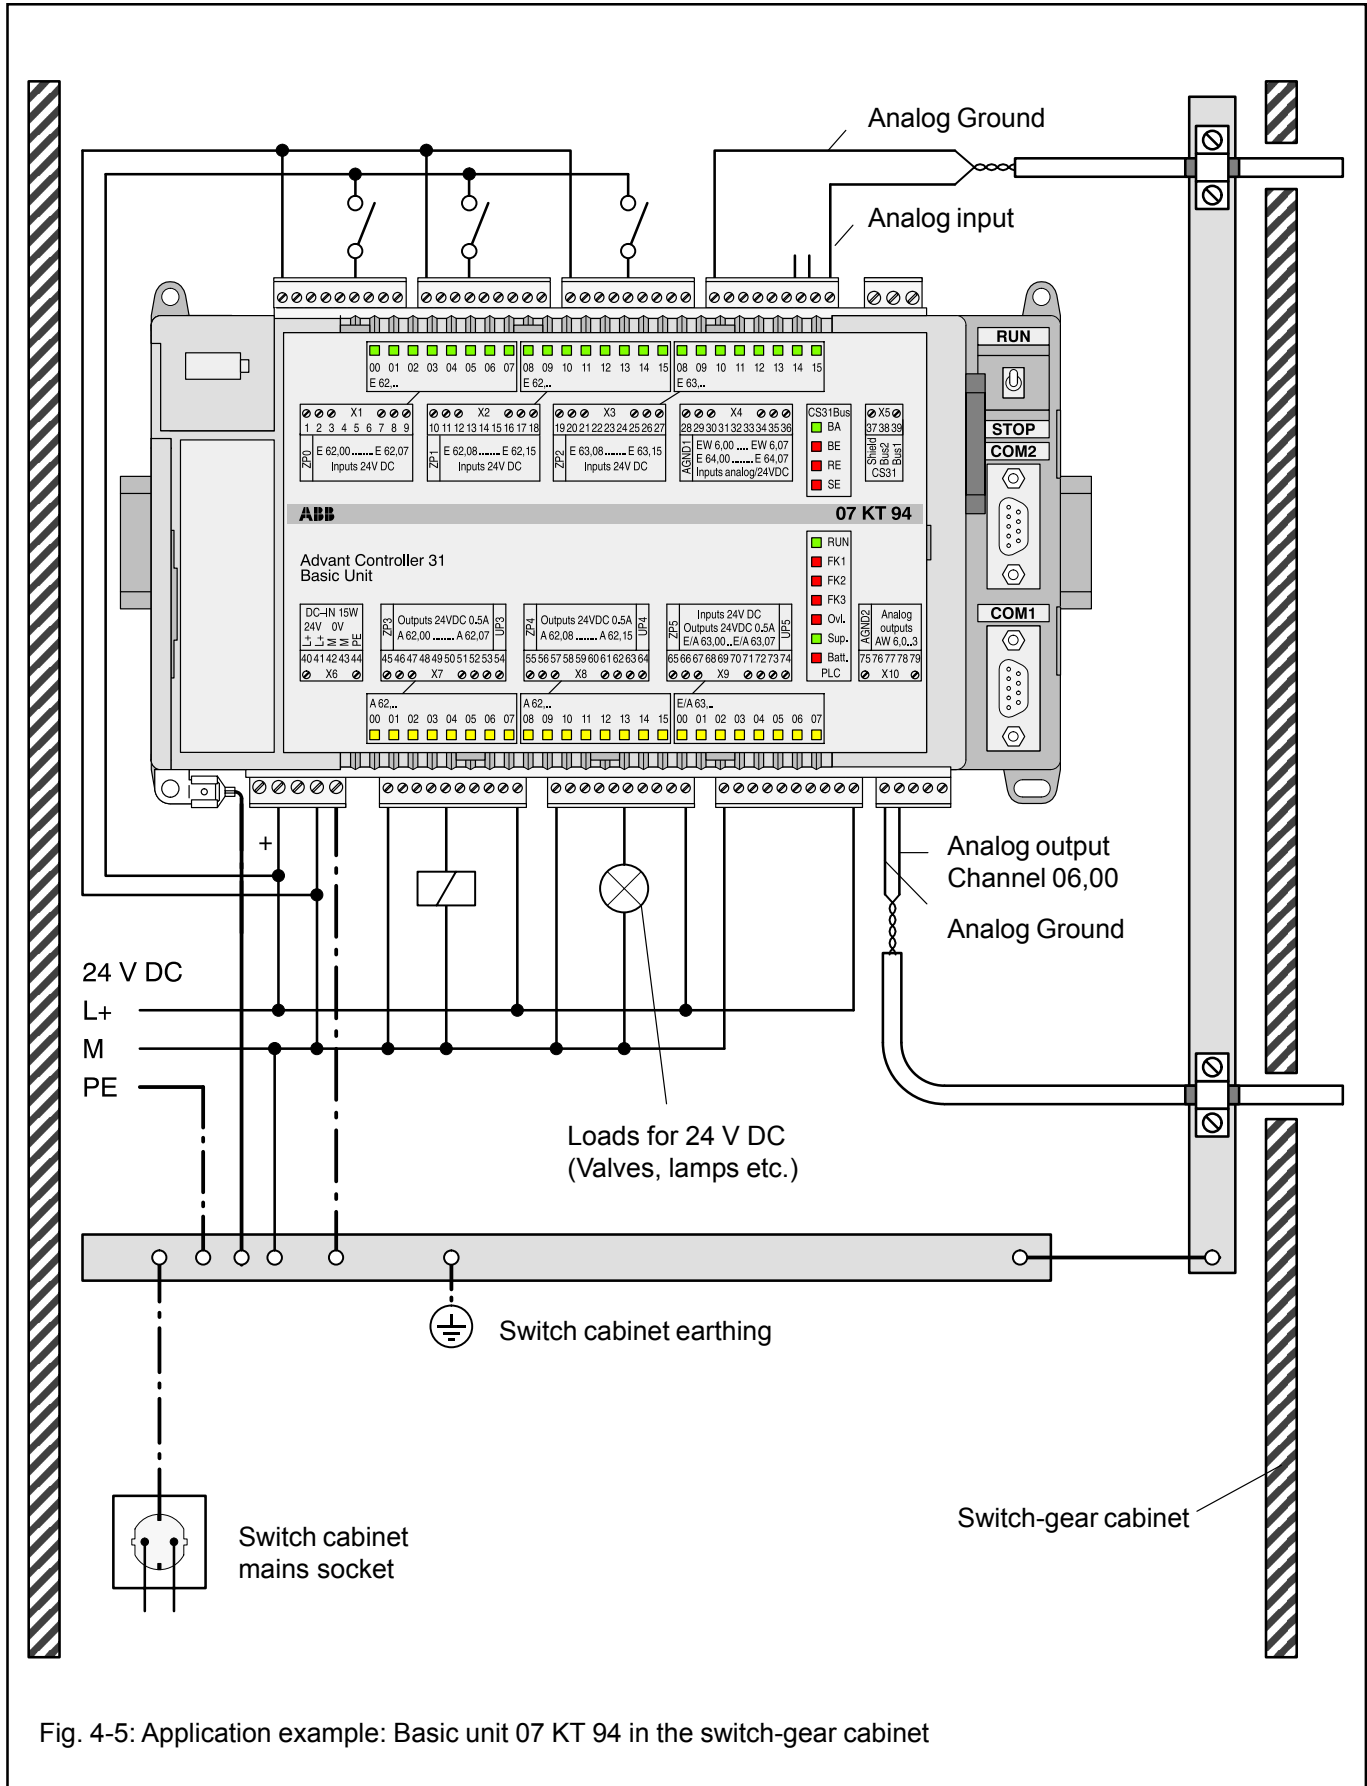 Analog Ground
Analog input
RUN
00 01 02 03 04 05 06 07
E 62,..
08 09 10 11 12 13 14 15
E 62,..
08 09 10 11 12 13 14 15
E 63,..
STOP
COM2
X1
1 2 3 4 5 6 7 8 9
ZP0
E 62,00....... E 62,07
Inputs 24V DC
X2
10 11 12 13 14 15 16 17 18
ZP1
E 62,08....... E 62,15
Inputs 24V DC
X3
19 20 21 22 23 24 25 26 27
ZP2
E 63,08....... E 63,15
Inputs 24V DC
X4
28 29 30 31 32 33 34 35 36
AGND1
EW 6,00 .... EW 6,07
E 64,00....... E 64,07
Inputs analog/24VDC
CS31Bus
BA
BE
RE
SE
X5
37 38 39
Shield
Bus2
Bus1
CS31
ABB
07 KT 94
Advant Controller 31
Basic Unit
RUN
FK1
FK2
FK3
Ovl.
Sup.
Batt.
PLC
COM1
DC–IN 15W
24V 0V
L+
L+
M
M
PE
40 41 42 43 44
X6
ZP3
Outputs 24VDC 0.5A
A 62,00....... A 62,07
UP3
45 46 47 48 49 50 51 52 53 54
X7
ZP4
Outputs 24VDC 0.5A
A 62,08 ....... A 62,15
UP4
55 56 57 58 59 60 61 62 63 64
X8
ZP5
Inputs 24V DC
Outputs 24VDC 0.5A
E/A 63,00..E/A 63,07
UP5
65 66 67 68 69 70 71 72 73 74
X9
AGND2
Analog
outputs
AW 6,0..3
75 76 77 78 79
X10
A 62,..
00 01 02 03 04 05 06 07
A 62,..
08 09 10 11 12 13 14 15
E/A 63,..
00 01 02 03 04 05 06 07
+
Analog output
Channel 06,00
Analog Ground
24 V DC
L+
M
PE
Loads for 24 V DC
(Valves, lamps etc.)
Switch cabinet earthing
Switch-gear cabinet
Switch cabinet
mains socket
Fig. 4-5: Application example: Basic unit 07 KT 94 in the switch-gear cabinet